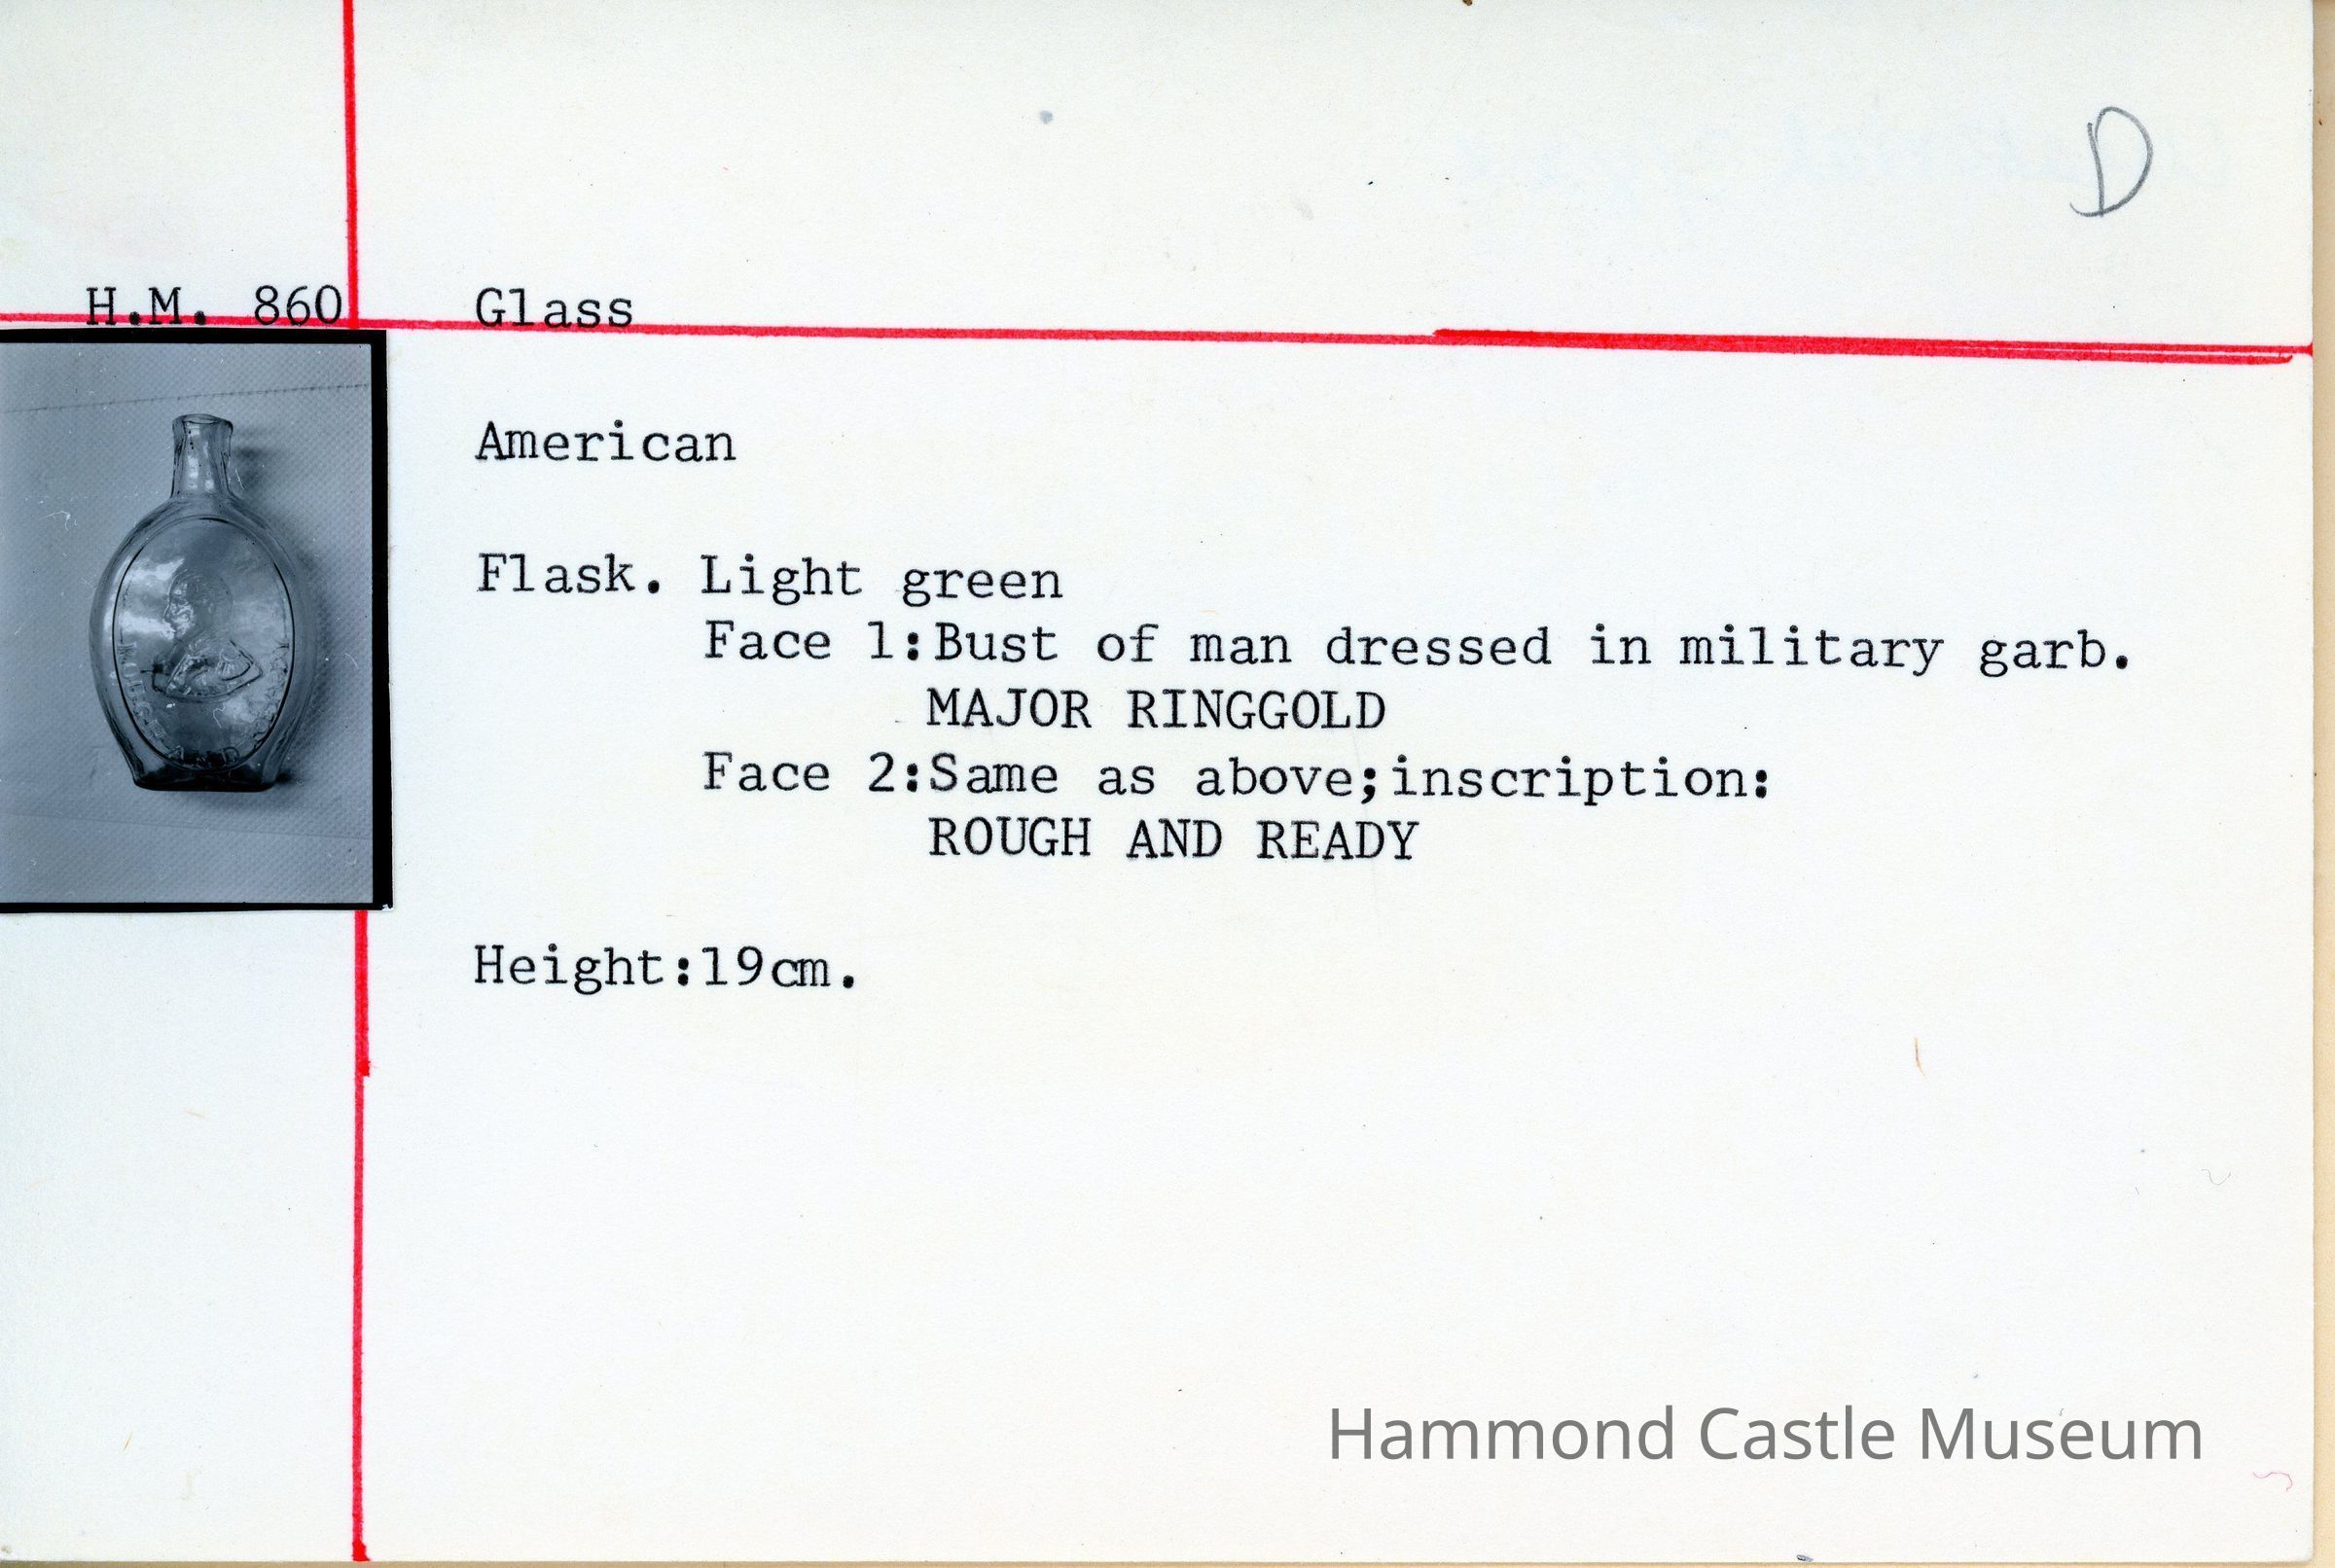 D
H.M. 860 Glass
American
Flask. Light green
Face 1:Bust of man dressed in military garb.
MAJOR RINGGOLD
Face 2:Same as above;inscription:
ROUGH AND READY
Height:19cm.
Hammond Castle Museum